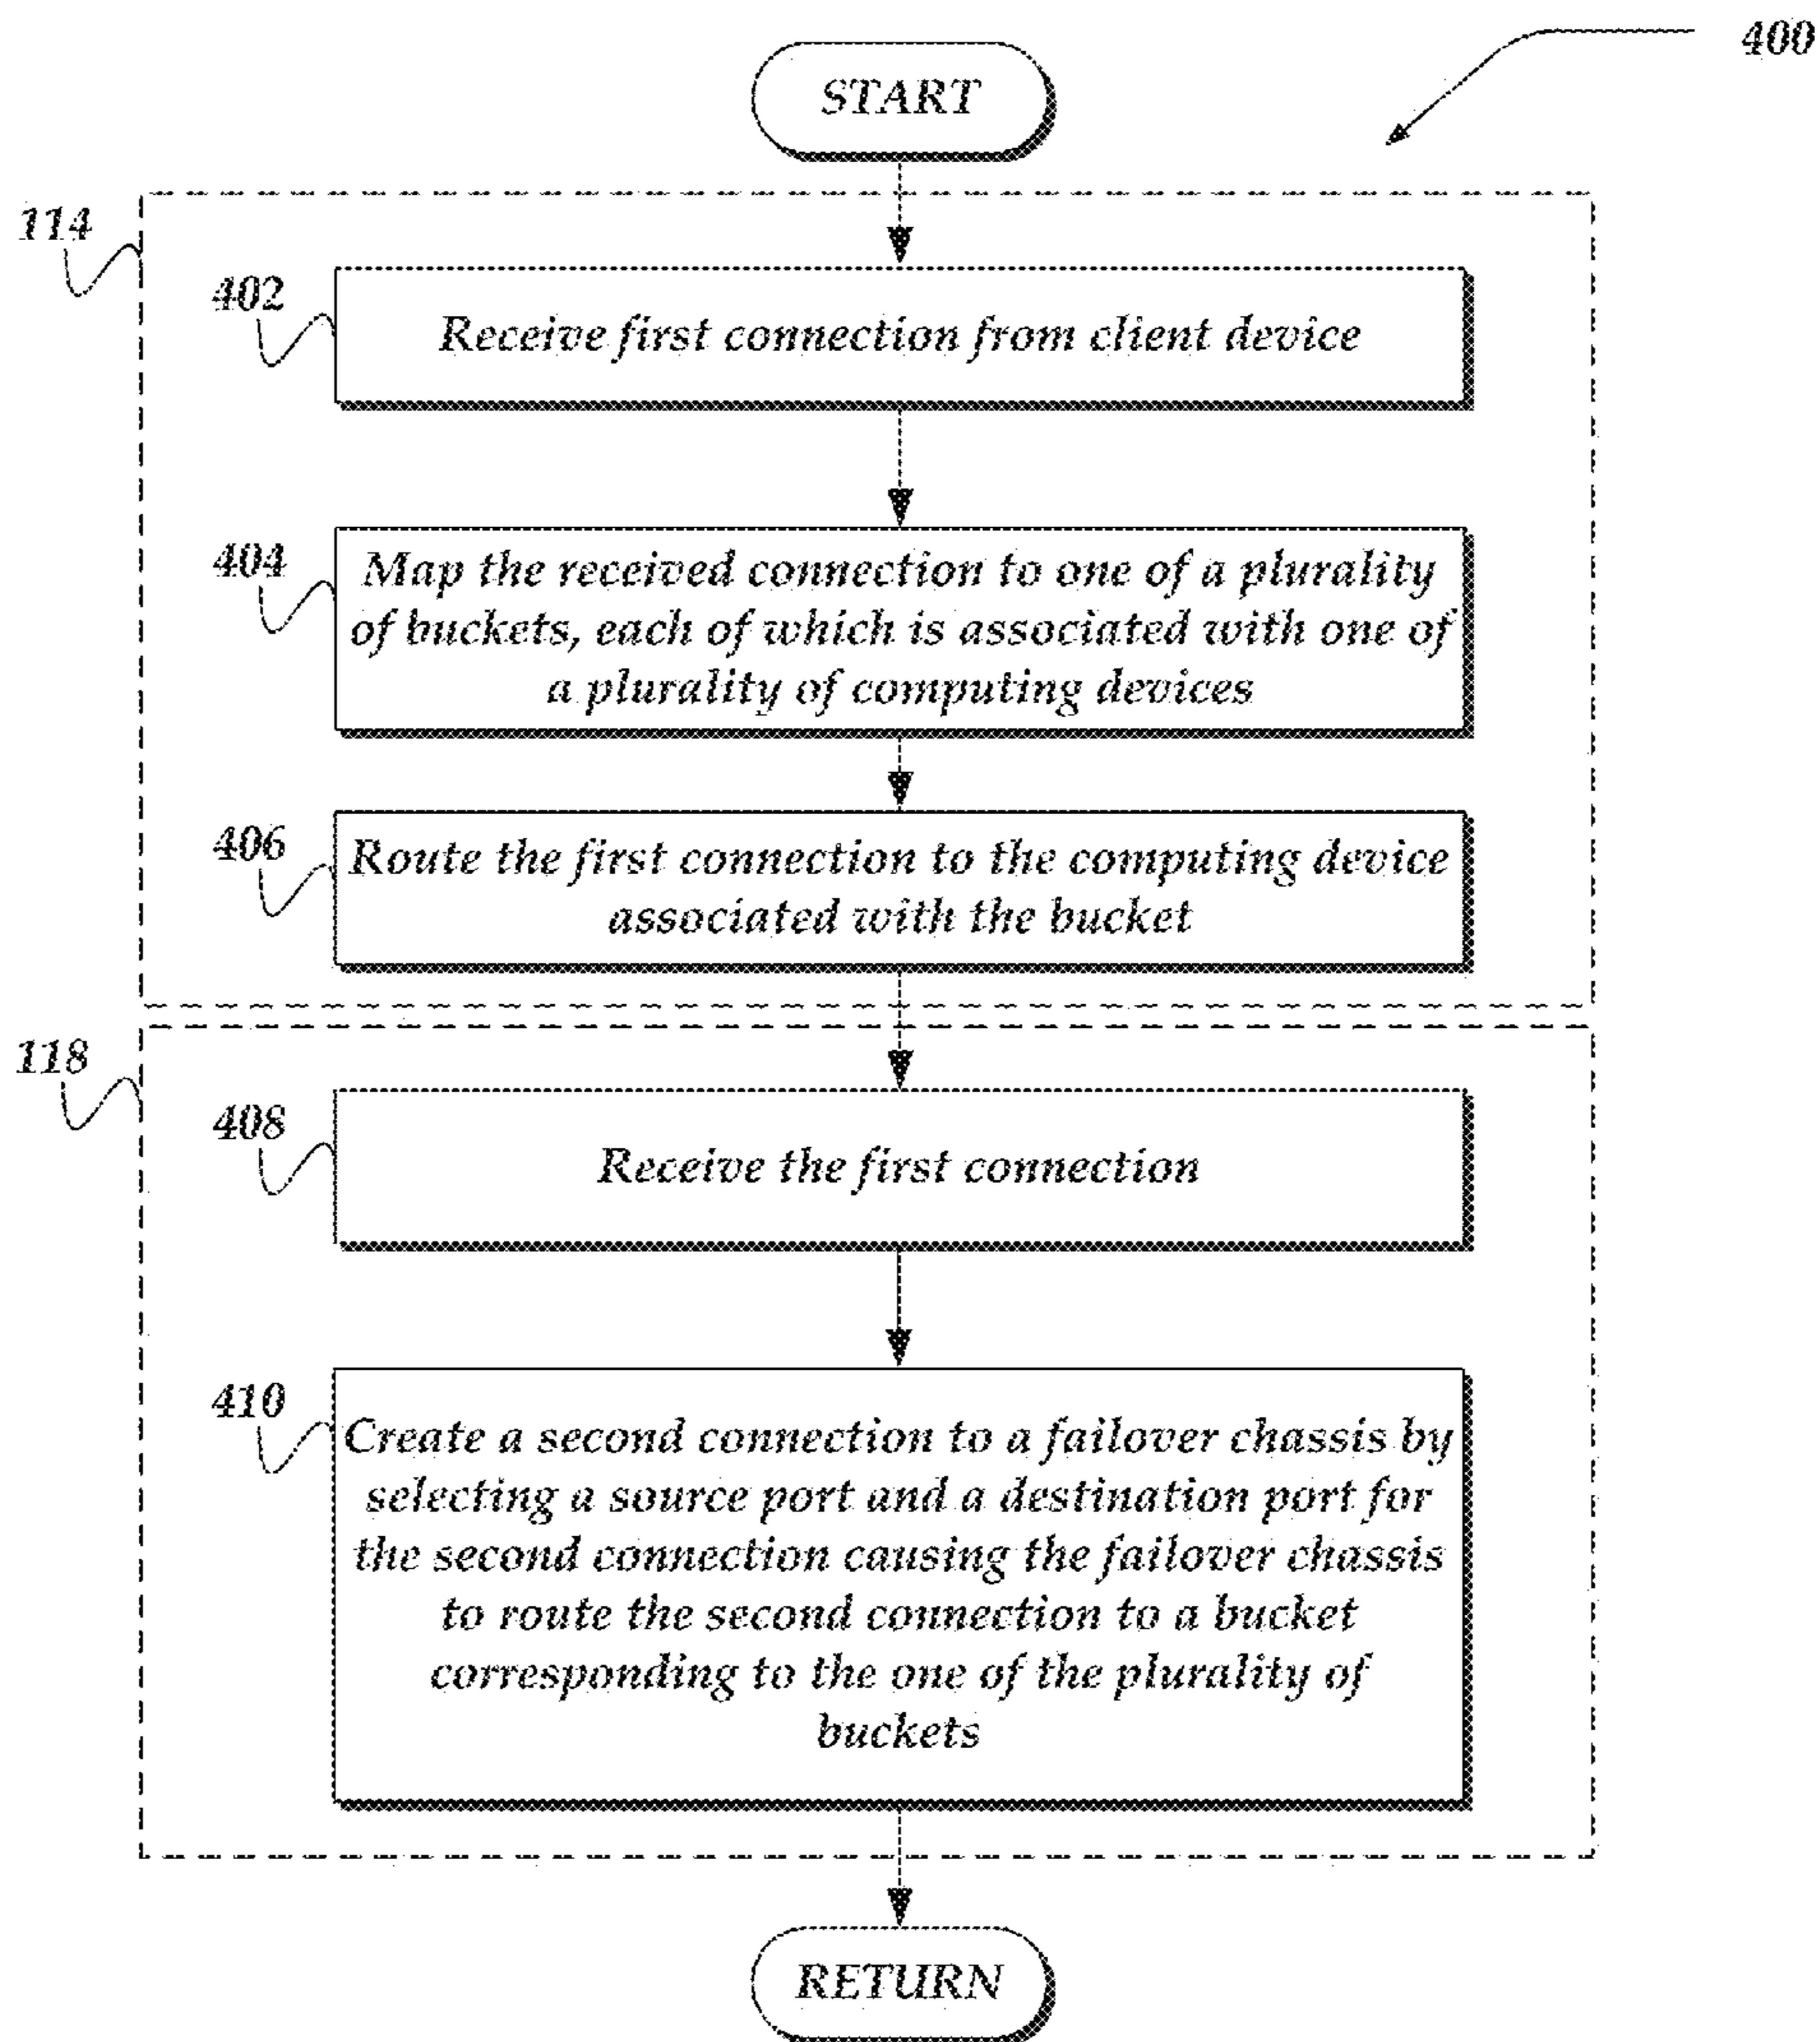 400
START
114
402
Receive first connection from client device
404
Map the received connection to one of a plurality
of buckets, each of which is associated with one of
a plurality of computing devices
406
Route the first connection to the computing device
associated with the bucket
118
408
Receive the first connection
410
Create a second connection to a failover chassis by
selecting a source port and a destination port for
the second connection causing the failover chassis
to route the second connection to a bucket
corresponding to the one of the plurality of
buckets
RETURN